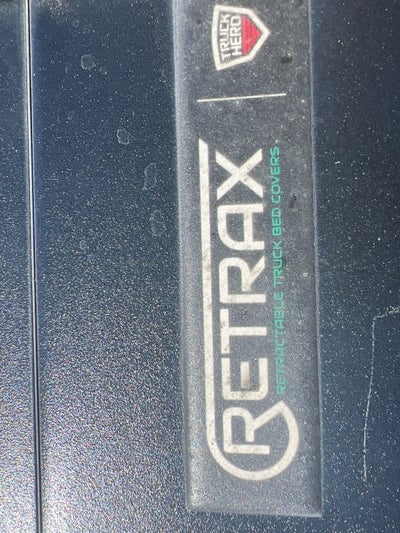 RETRAX
RETRACTABLE TRUCK BED COVERS
TRUCK
HERO